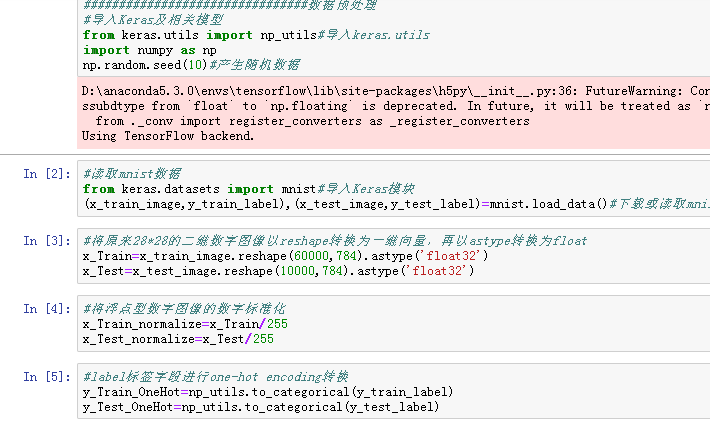 ################################数据预处理
#导入Keras及相关模型
from keras.utils import np_utils#导入keras.utils
import numpy as np
np.random.seed(10)#产生随机数据
D:\anaconda5.3.0\envs\tensorflow\lib\site-packages\h5py\__init__.py:36: FutureWarning: Con
ssubdtype from `float` to `np.floating` is deprecated. In future, it will be treated as `n
from ._conv import register_converters as _register_converters
Using TensorFlow backend.
In [2]: #读取mnist数据
from keras.datasets import mnist#导入Keras模块
(x_train_image,y_train_label),(x_test_image,y_test_label)=mnist.load_data()#下载或读取mni
In [3]: #将原来28*28的二维数字图像以reshape转换为一维向量，再以astype转换为float
x_Train=x_train_image.reshape(60000,784).astype('float32')
x_Test=x_test_image.reshape(10000,784).astype('float32')
In [4]: #将浮点型数字图像的数字标准化
x_Train_normalize=x_Train/255
x_Test_normalize=x_Test/255
In [5]: #label标签字段进行one-hot encoding转换
y_Train_OneHot=np_utils.to_categorical(y_train_label)
y_Test_OneHot=np_utils.to_categorical(y_test_label)